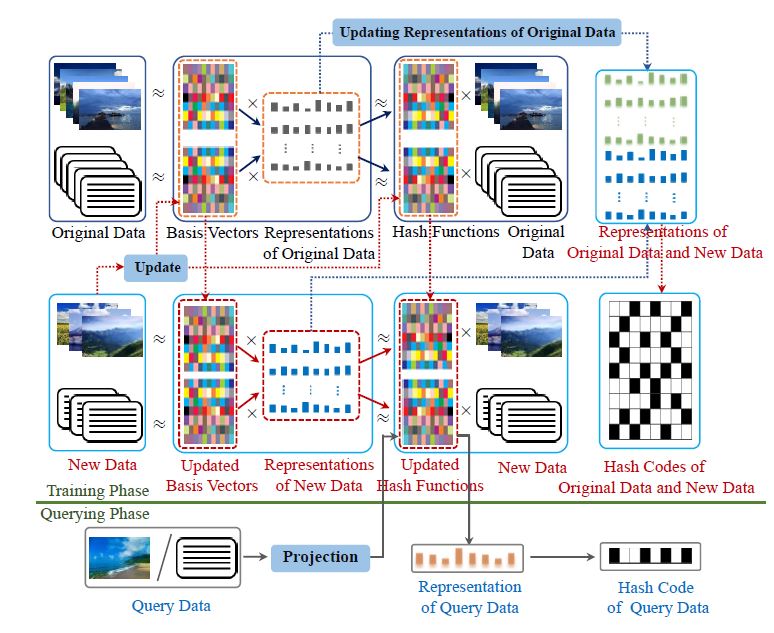 Updating Representations of Original Data
≈
×
≈
×
≈
×
≈
×
Original Data
Basis Vectors
Representations
of Original Data
Hash Functions
Original
Data
Representations of
Original Data and New Data
Update
≈
×
≈
×
≈
×
≈
×
New Data
Updated
Basis Vectors
Representations
of New Data
Updated
Hash Functions
New Data
Hash Codes of
Original Data and New Data
Training Phase
Querying Phase
Projection
Query Data
Representation
of Query Data
Hash Code
of Query Data